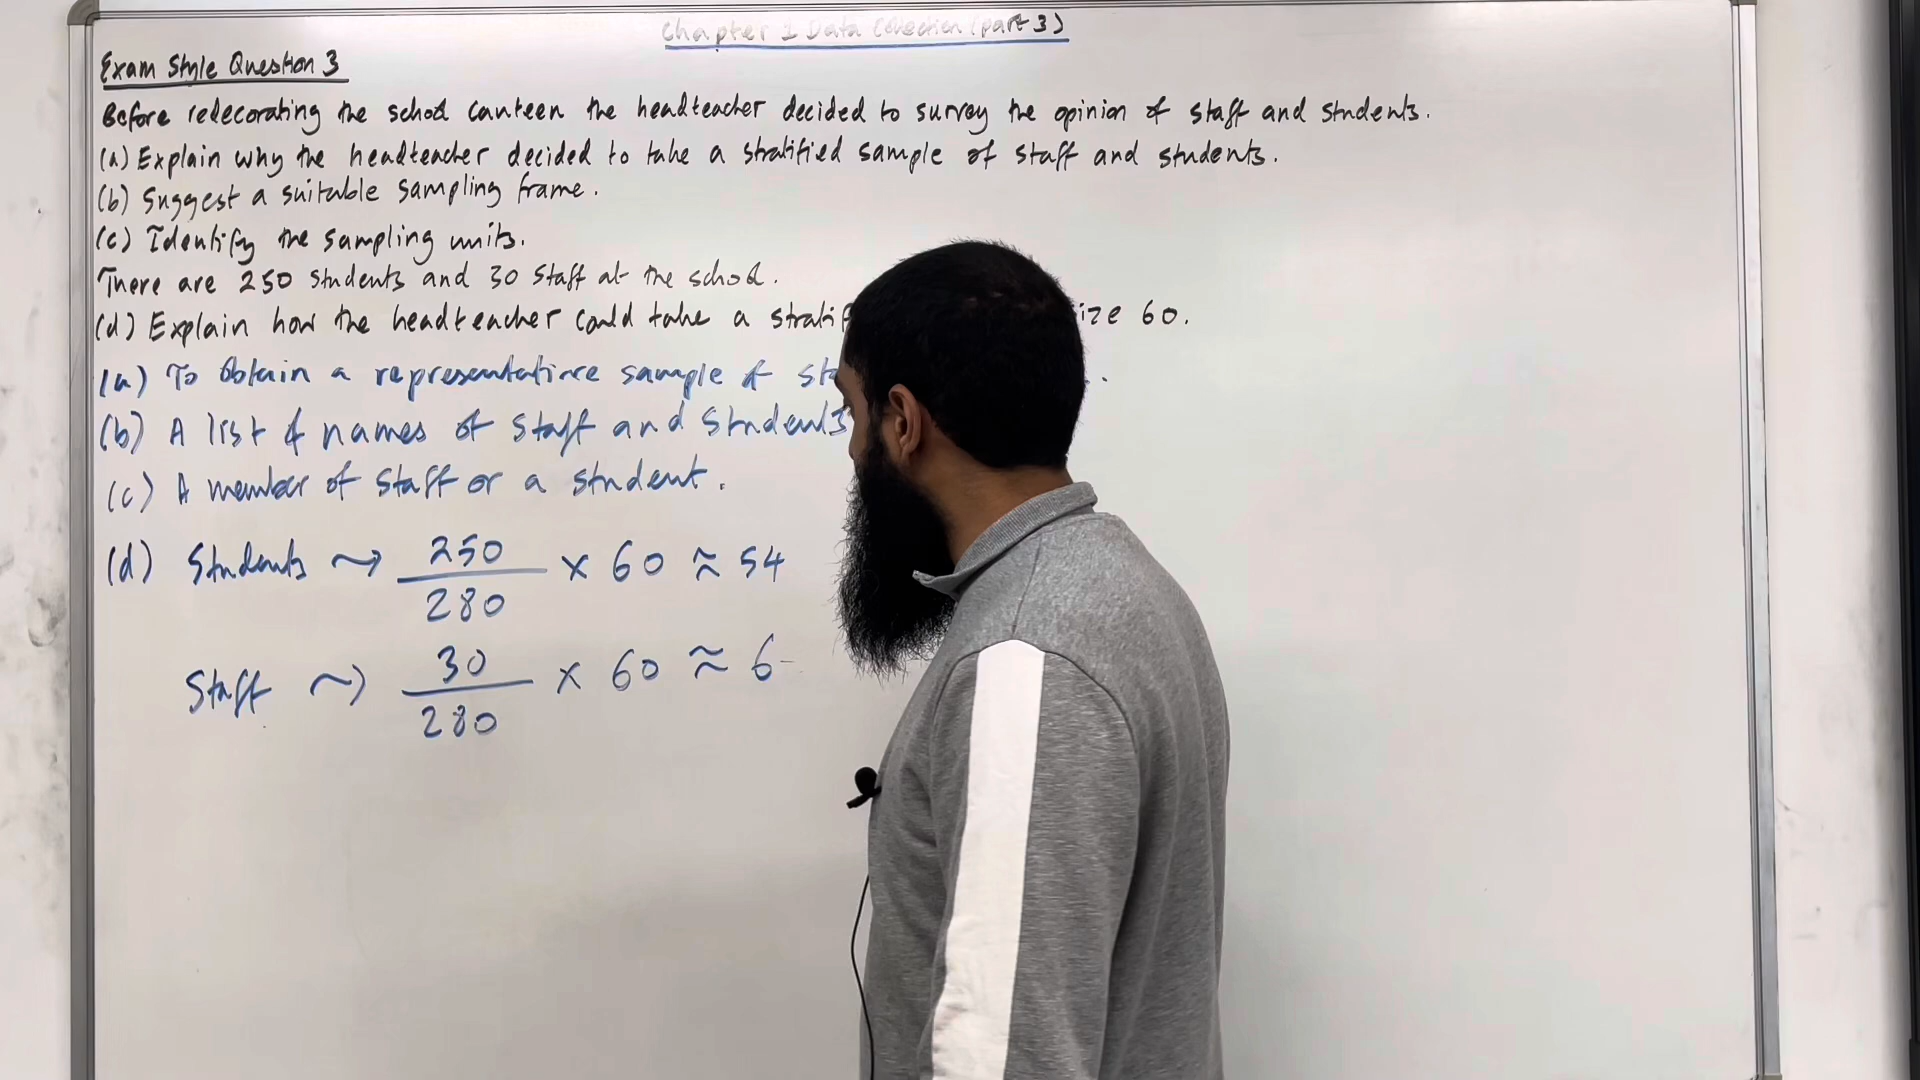 Chapter 1 Data Collection (part 3)
Exam Style Question 3
Before redecorating the school canteen the headteacher decided to survey the opinion of staff and students.
(a) Explain why the headteacher decided to take a stratified sample of staff and students.
(b) Suggest a suitable sampling frame.
(c) Identify the sampling units.
There are 250 students and 30 staff at the school.
(d) Explain how the headteacher could take a stratif ize 60.
(a) To obtain a representative sample of sta .
(b) A list of names of staff and students
(c) A member of staff or a student.
(d) Students ~> 250/280 × 60 ≈ 54
Staff ~> 30/280 × 60 ≈ 6